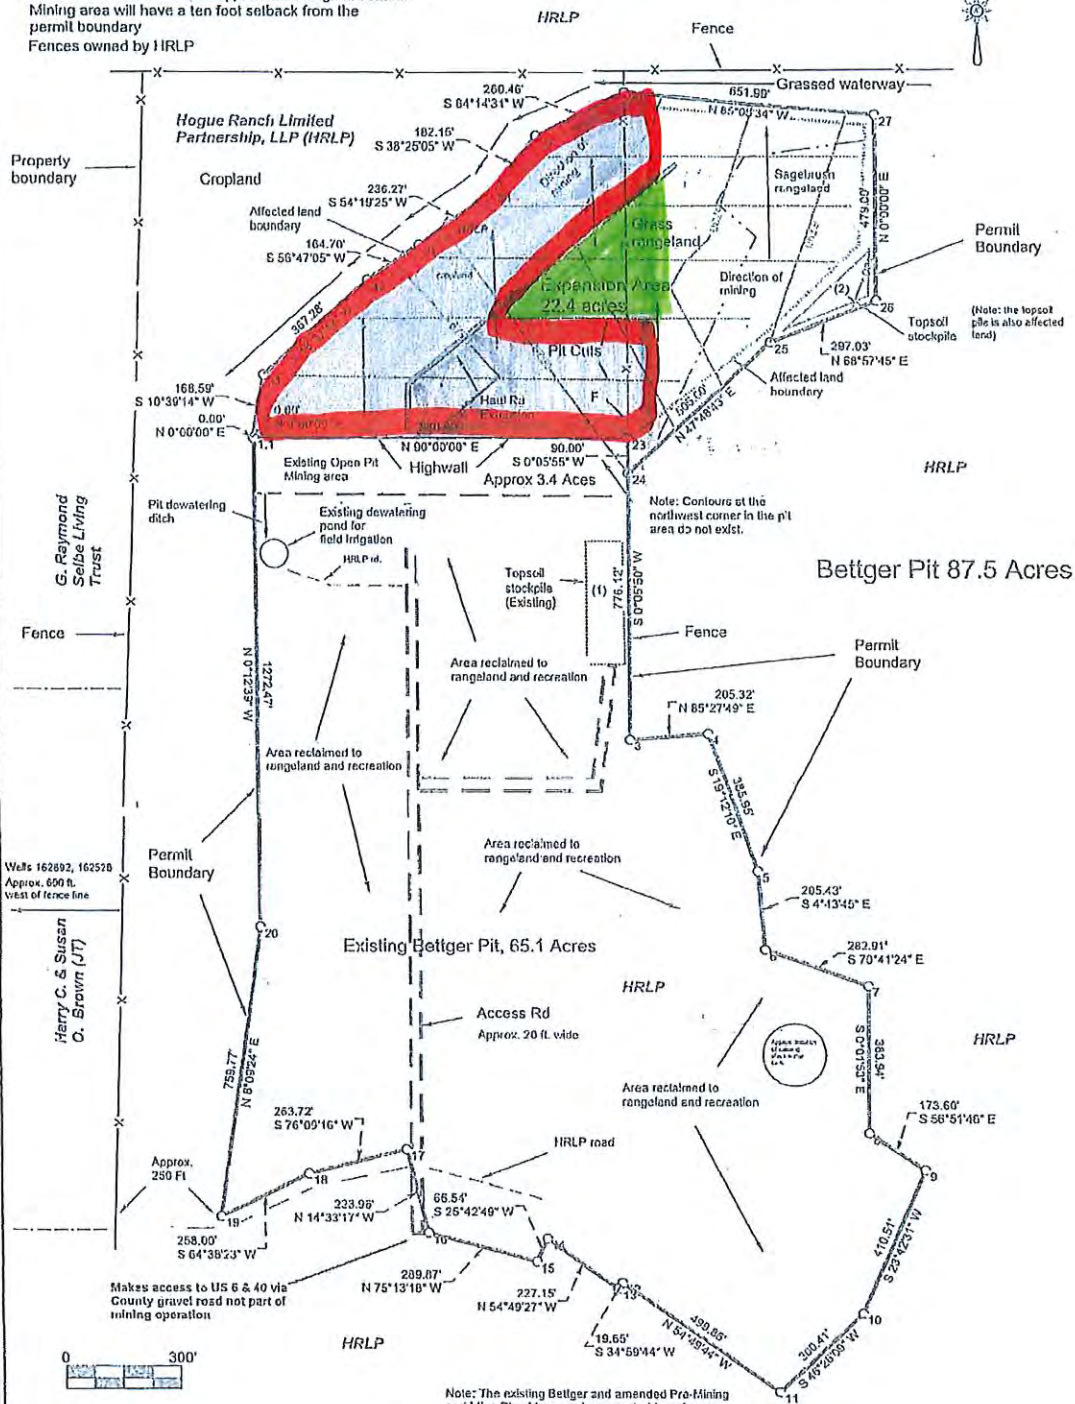 Mining area will have a ten foot setback from the
permit boundary
Fences owned by HRLP
HRLP
Fence
Grassed waterway
260.46'
S 64°14'31" W
651.90'
27
Hogue Ranch Limited
Partnership, LLP (HRLP)
182.15'
S 38°25'05" W
Direction of
mining
Property
boundary
Cropland
Sagebrush
rangeland
479.00'
N 0°00'00" E
236.27'
S 54°19'25" W
Affected land
boundary
Grass
rangeland
Permit
Boundary
164.70'
S 56°47'05" W
Direction of
mining
Expansion Area
22.4 acres
(2)
26
367.28'
Topsoil
stockpile
(Note: the topsoil
pile is also affected
land)
25
297.03'
N 68°57'45" E
Pit Cuts
Affected land
boundary
168.59'
S 10°39'14" W
Haul Rd
F
0.00'
N 0°00'00" E
N 47°48'43" E
N 90°00'00" E
90.00'
S 0°05'55" W
23
Existing Open Pit
Mining area
Highwall
Approx 3.4 Aces
24
HRLP
Pit dewatering
ditch
Existing dewatering
pond for
field irrigation
Note: Contours at the
northwest corner in the pit
area do not exist.
G. Raymond
Selbe Living
Trust
HRLP rd.
Topsoil
stockpile
(Existing)
(1)
776.12'
S 0°05'50" W
Bettger Pit 87.5 Acres
Fence
Fence
Permit
Boundary
Area reclaimed to
rangeland and recreation
1272.47'
N 0°12'35" W
205.32'
N 85°27'49" E
3
4
Area reclaimed to
rangeland and recreation
385.95'
S 19°12'10" E
Area reclaimed to
rangeland and recreation
Permit
Boundary
Wells 162692, 162526
Approx. 600 ft.
west of fence line
5
205.43'
S 4°43'45" E
20
Existing Bettger Pit, 65.1 Acres
6
282.91'
S 70°41'24" E
7
Harry C. & Susan
O. Brown (JT)
HRLP
Access Rd
Approx. 20 ft. wide
HRLP
383.94'
S 0°01'53" E
759.77'
N 8°09'24" E
Area reclaimed to
rangeland and recreation
173.60'
S 56°51'46" E
263.72'
S 76°09'16" W
HRLP road
17
9
Approx.
250 Ft
18
66.54'
S 25°42'49" W
223.96'
N 14°33'17" W
19
258.00'
S 64°38'23" W
16
14
15
410.51'
S 23°42'31" W
Makes access to US 6 & 40 via
County gravel road not part of
mining operation
289.87'
N 75°13'18" W
227.15'
N 54°49'27" W
13
19.65'
S 34°59'44" W
499.85'
N 54°49'44" W
10
300.41'
S 46°26'09" W
HRLP
0
300'
11
Note: The existing Bettger and amended Pre-Mining